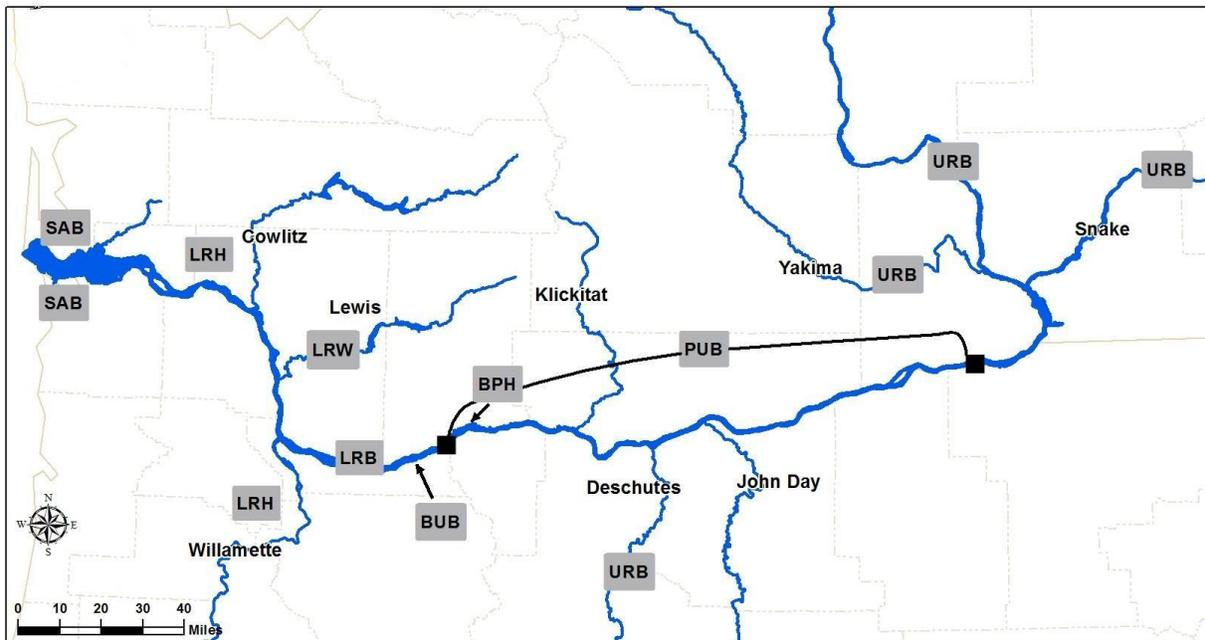 URB
URB
SAB
Cowlitz
Snake
LRH
Yakima
URB
SAB
Lewis
Klickitat
LRW
PUB
BPH
LRB
Deschutes
John Day
LRH
BUB
N
W
E
S
Willamette
URB
0 10 20 30 40
Miles